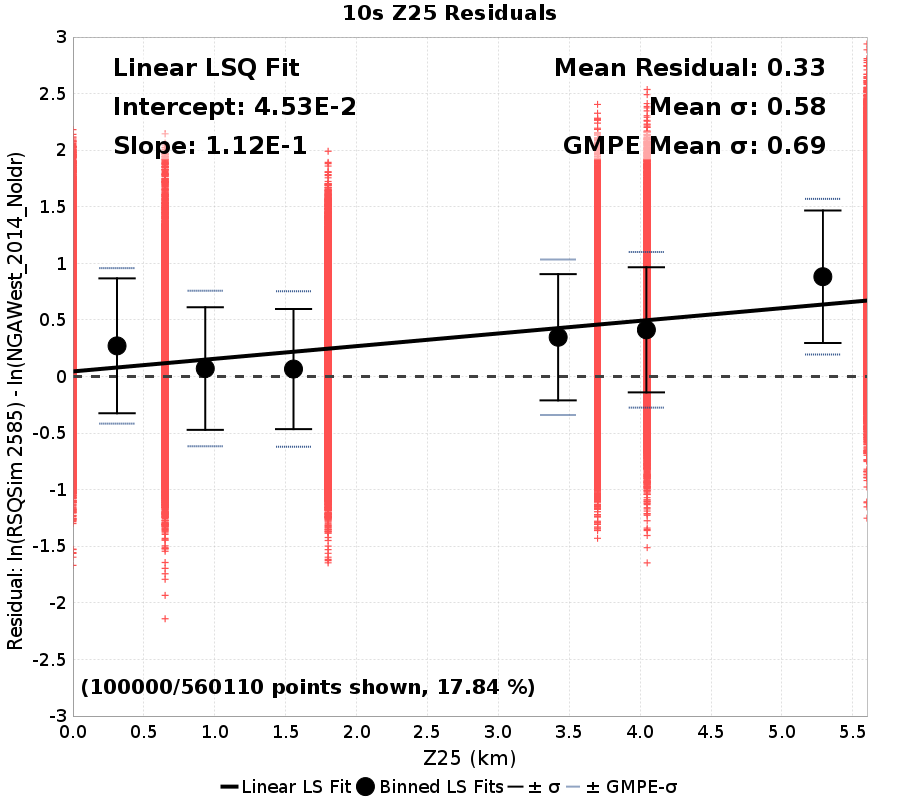 10s Z25 Residuals
Linear LSQ Fit
Intercept: 4.53E-2
Slope: 1.12E-1
Mean Residual: 0.33
Mean σ: 0.58
GMPE Mean σ: 0.69
Residual: ln(RSQSim 2585) - ln(NGAWest_2014_NoIdr)
3
2.5
2
1.5
1
0.5
0
-0.5
-1
-1.5
-2
-2.5
-3
(100000/560110 points shown, 17.84 %)
0.0 0.5 1.0 1.5 2.0 2.5 3.0 3.5 4.0 4.5 5.0 5.5
Z25 (km)
Linear LS Fit Binned LS Fits ± σ ± GMPE-σ